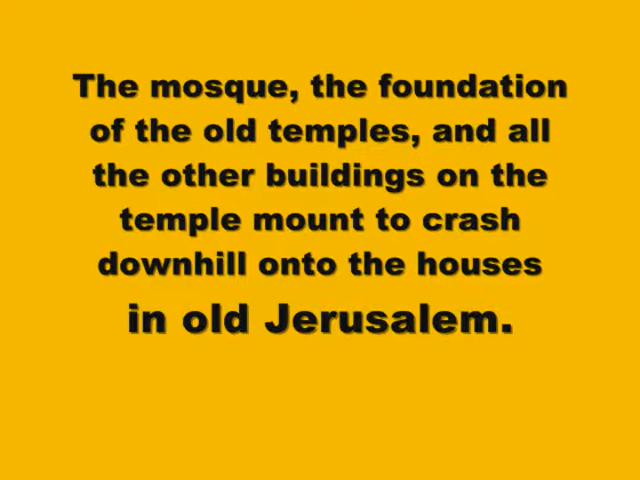 The mosque, the foundation
of the old temples, and all
the other buildings on the
temple mount to crash
downhill onto the houses
in old Jerusalem.